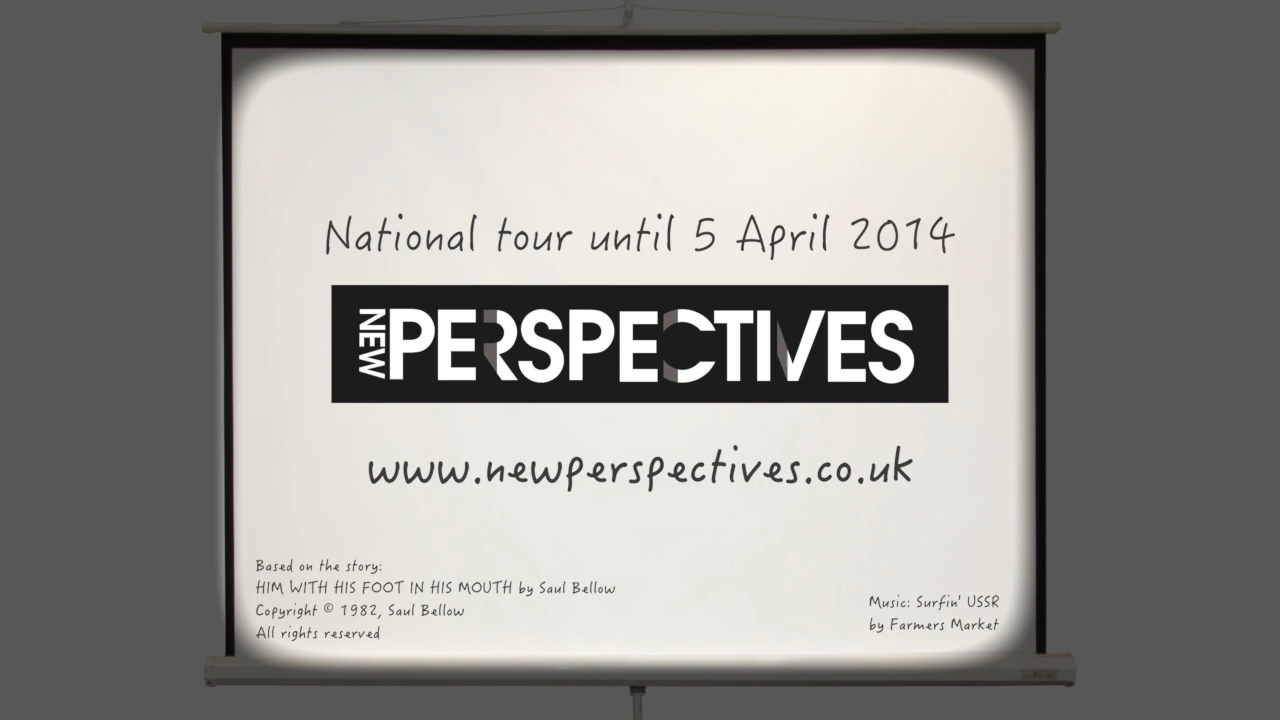 National tour until 5 April 2014
NEW PERSPECTIVES
www.newperspectives.co.uk
Based on the story:
HIM WITH HIS FOOT IN HIS MOUTH by Saul Bellow
Copyright © 1982, Saul Bellow
All rights reserved
Music: Surfin' USSR
by Farmers Market